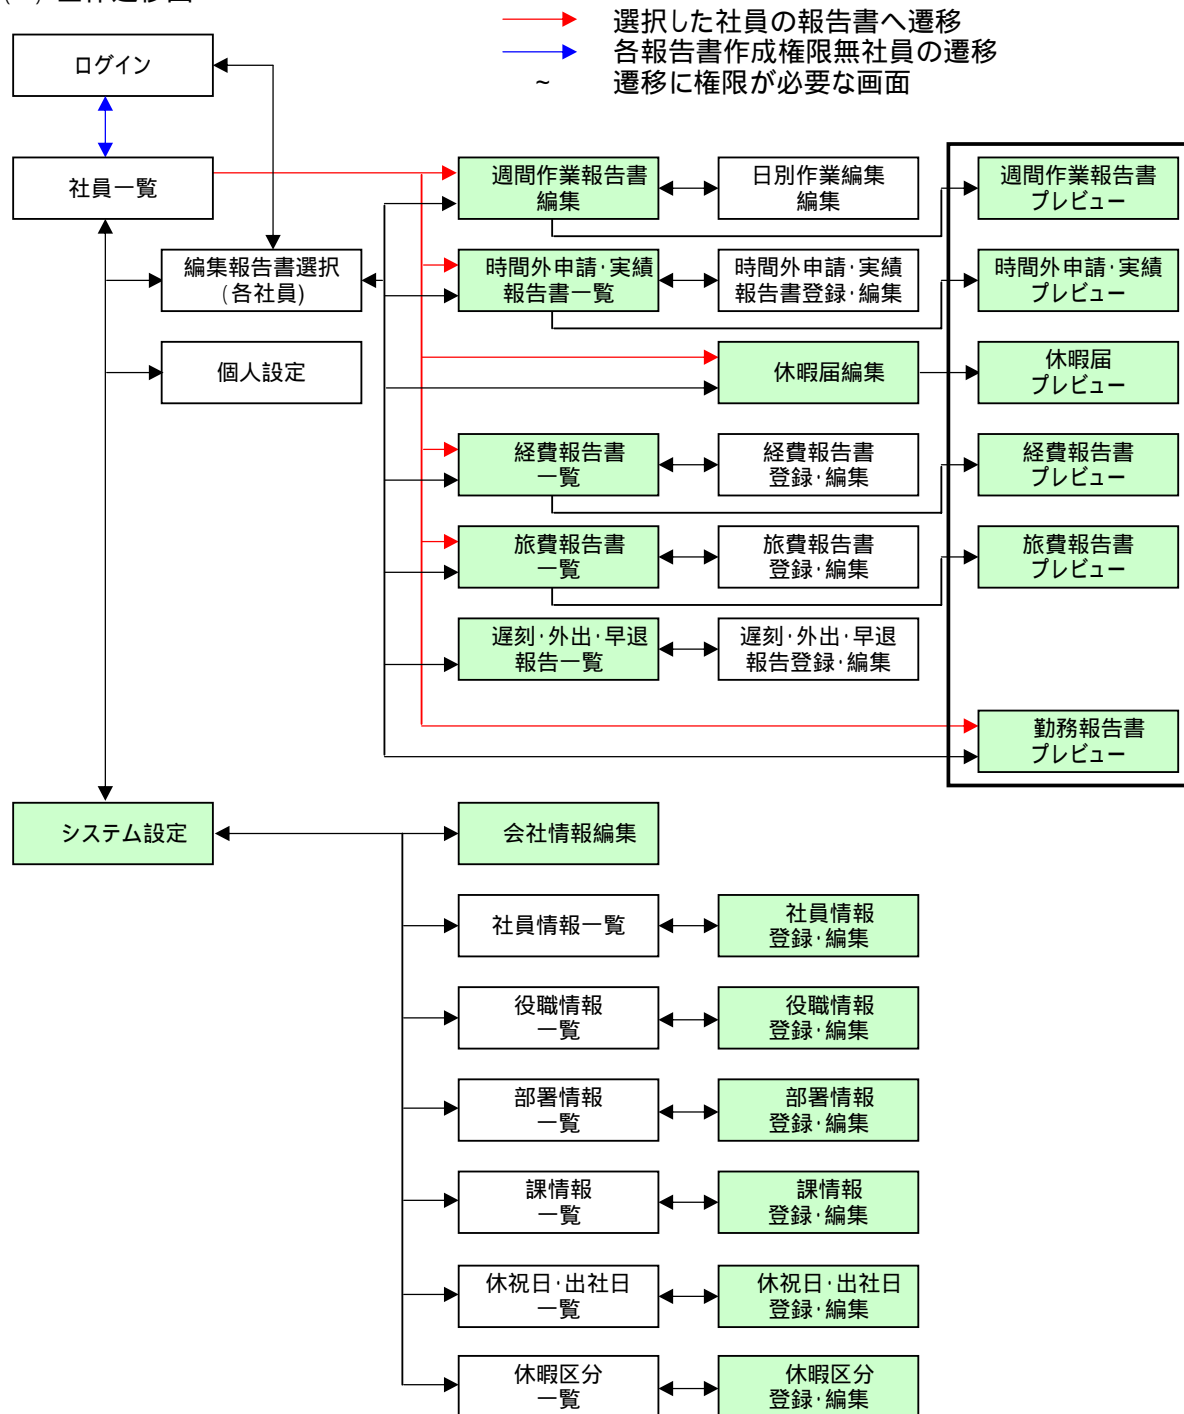 選択した社員の報告書へ遷移
各報告書作成権限無社員の遷移
~ 遷移に権限が必要な画面
ログイン
社員一覧
編集報告書選択
(各社員)
個人設定
週間作業報告書
編集
日別作業編集
編集
週間作業報告書
プレビュー
時間外申請･実績
報告書一覧
時間外申請･実績
報告書登録･編集
時間外申請･実績
プレビュー
休暇届編集
休暇届
プレビュー
経費報告書
一覧
経費報告書
登録･編集
経費報告書
プレビュー
旅費報告書
一覧
旅費報告書
登録･編集
旅費報告書
プレビュー
遅刻･外出･早退
報告一覧
遅刻･外出･早退
報告登録･編集
勤務報告書
プレビュー
システム設定
会社情報編集
社員情報一覧
社員情報
登録･編集
役職情報
一覧
役職情報
登録･編集
部署情報
一覧
部署情報
登録･編集
課情報
一覧
課情報
登録･編集
休祝日･出社日
一覧
休祝日･出社日
登録･編集
休暇区分
一覧
休暇区分
登録･編集